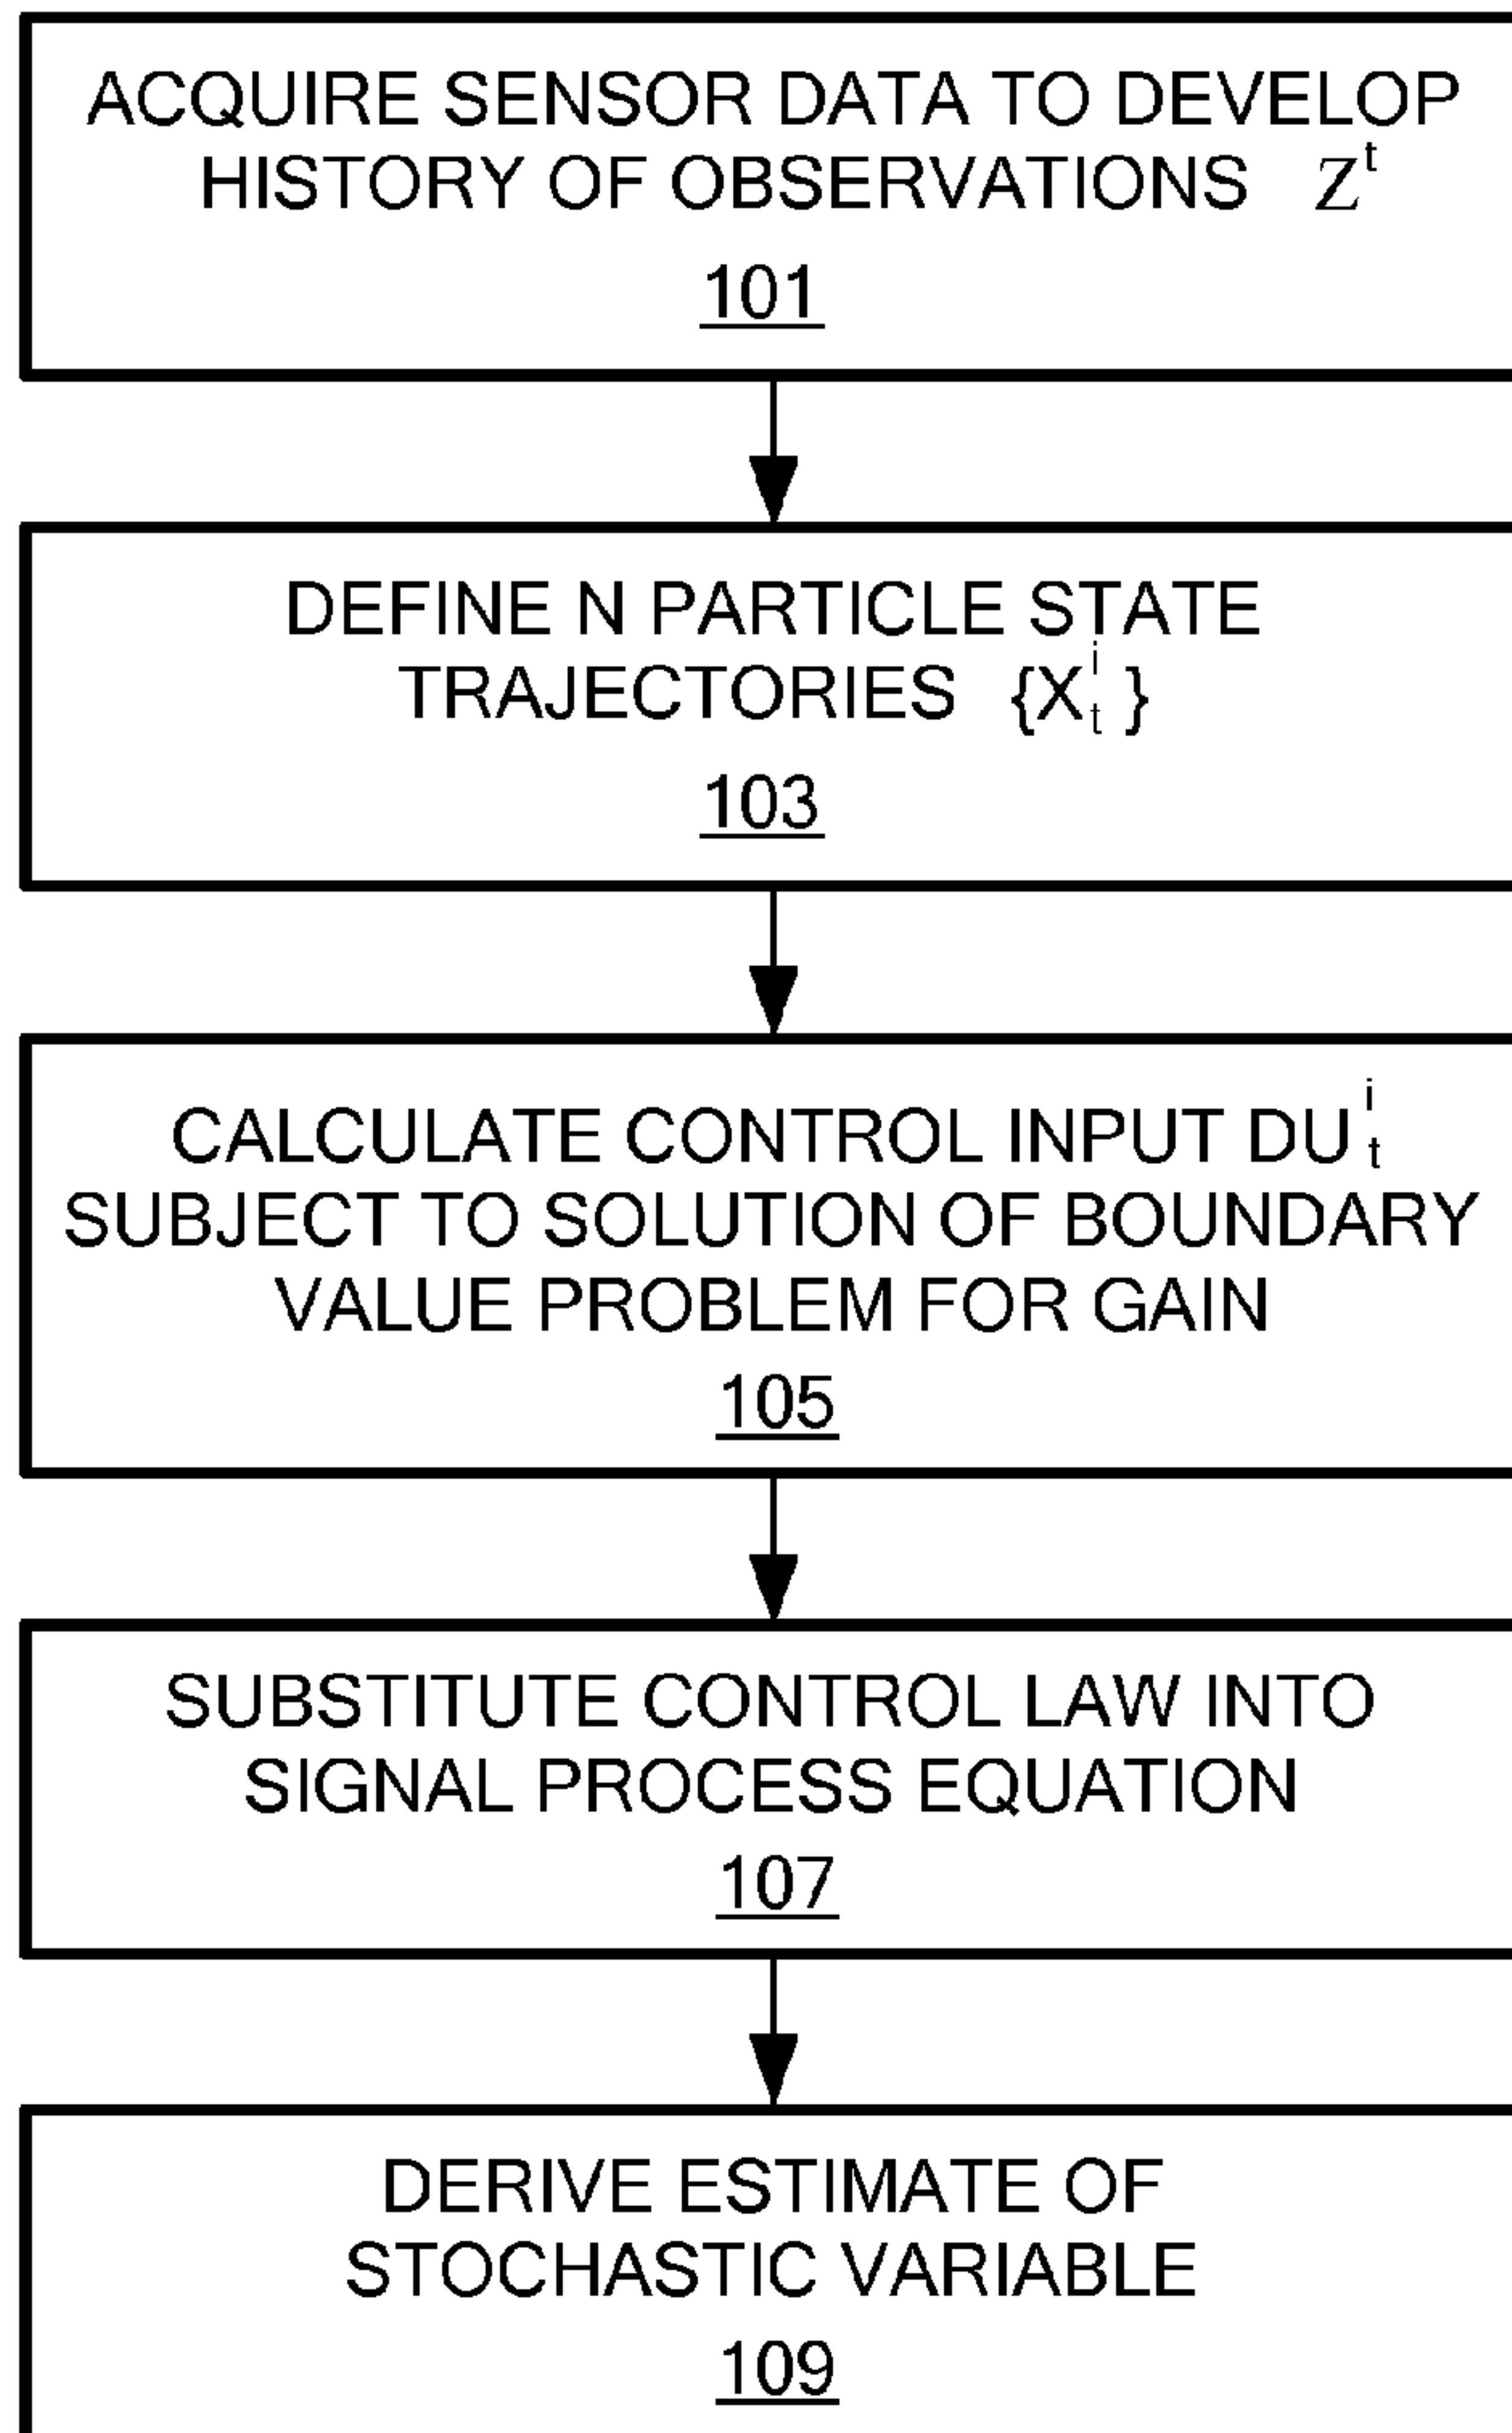 ACQUIRE SENSOR DATA TO DEVELOP
HISTORY OF OBSERVATIONS Z^t
101
DEFINE N PARTICLE STATE
TRAJECTORIES {X_t^i}
103
CALCULATE CONTROL INPUT DU_t^i
SUBJECT TO SOLUTION OF BOUNDARY
VALUE PROBLEM FOR GAIN
105
SUBSTITUTE CONTROL LAW INTO
SIGNAL PROCESS EQUATION
107
DERIVE ESTIMATE OF
STOCHASTIC VARIABLE
109